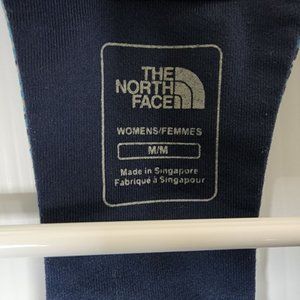 THE
NORTH
FACE
WOMENS/FEMMES
M/M
Made in Singapore
Fabriqué à Singapour